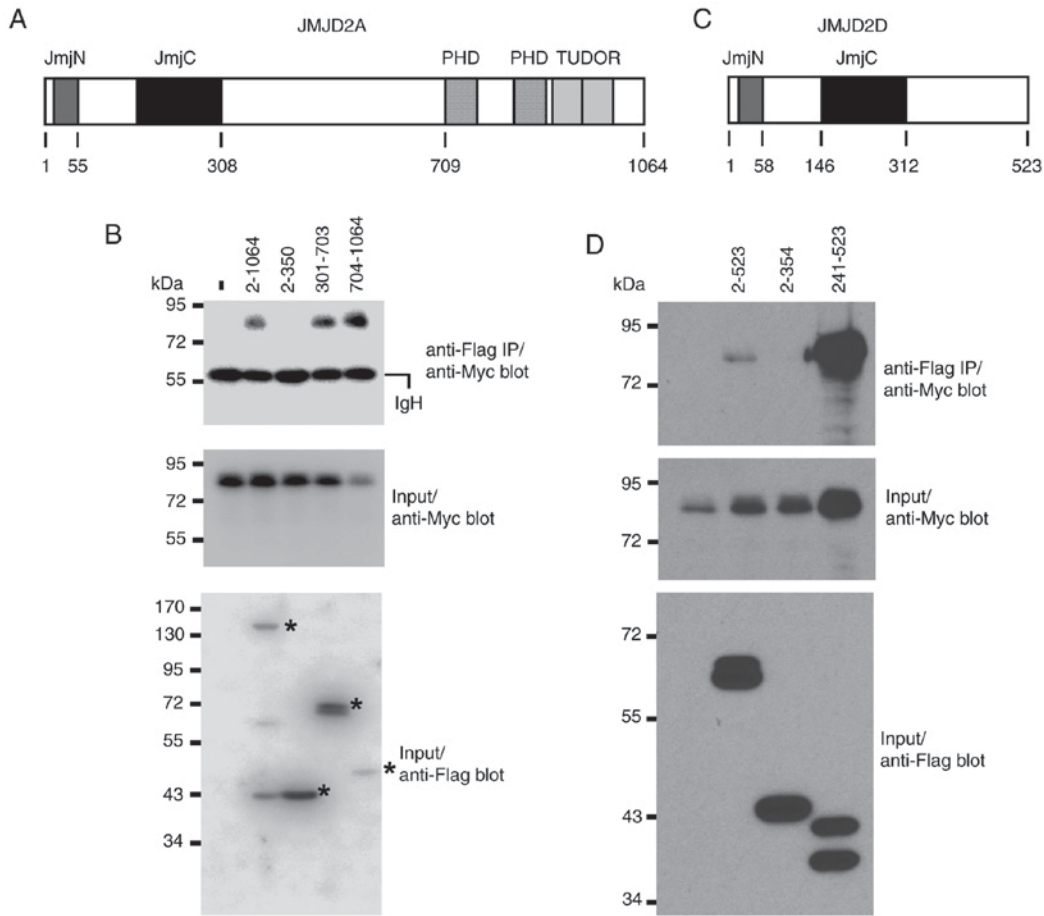 A
JMJD2A
JmjN JmjC PHD PHD TUDOR
1 55 308 709 1064
C
JMJD2D
JmjN JmjC
1 58 146 312 523
B
kDa
- 2-1064 2-350 301-703 704-1064
95
72
55
anti-Flag IP/
anti-Myc blot
IgH
95
72
55
Input/
anti-Myc blot
170
130
95
72
55
43
34
*
*
*
*
Input/
anti-Flag blot
D
kDa
2-523 2-354 241-523
95
72
anti-Flag IP/
anti-Myc blot
95
72
Input/
anti-Myc blot
72
55
43
34
Input/
anti-Flag blot